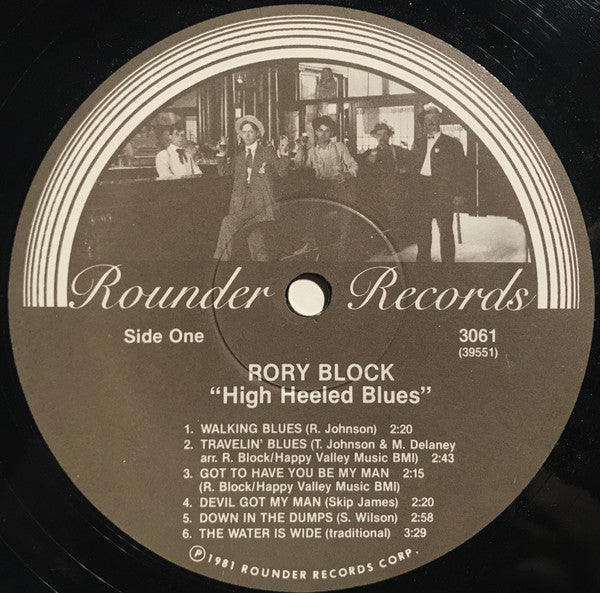 Rounder Records
Side One
3061
(39551)
RORY BLOCK
“High Heeled Blues”
1. WALKING BLUES (R. Johnson) 2:20
2. TRAVELIN' BLUES (T. Johnson & M. Delaney
arr. R. Block/Happy Valley Music BMI) 2:43
3. GOT TO HAVE YOU BE MY MAN 2:15
(R. Block/Happy Valley Music BMI)
4. DEVIL GOT MY MAN (Skip James) 2:20
5. DOWN IN THE DUMPS (S. Wilson) 2:58
6. THE WATER IS WIDE (traditional) 3:29
℗ 1981 ROUNDER RECORDS CORP.